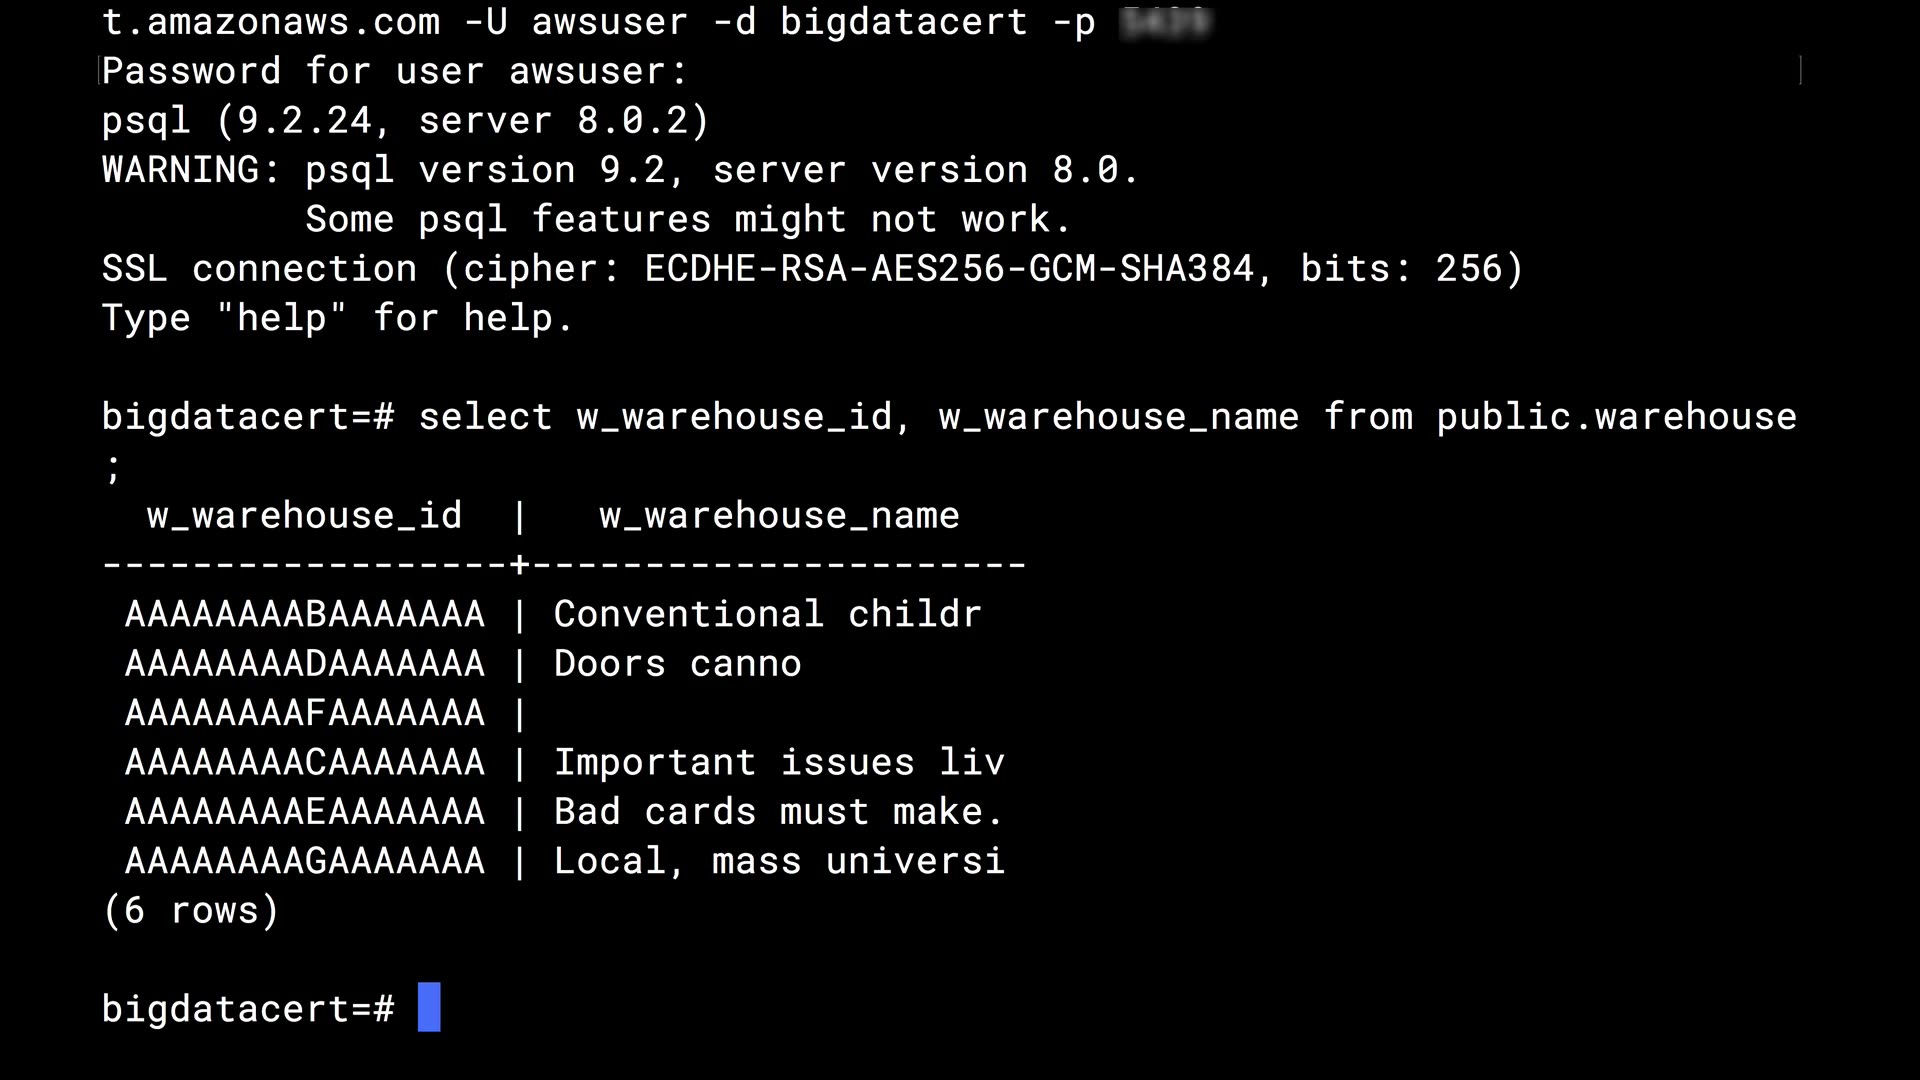 t.amazonaws.com -U awsuser -d bigdatacert -p
[Password for user awsuser: ]
psql (9.2.24, server 8.0.2)
WARNING: psql version 9.2, server version 8.0.
         Some psql features might not work.
SSL connection (cipher: ECDHE-RSA-AES256-GCM-SHA384, bits: 256)
Type "help" for help.

bigdatacert=# select w_warehouse_id, w_warehouse_name from public.warehouse
;
  w_warehouse_id  |   w_warehouse_name
------------------+----------------------
 AAAAAAAABAAAAAAA | Conventional childr
 AAAAAAAADAAAAAAA | Doors canno
 AAAAAAAAFAAAAAAA |
 AAAAAAAACAAAAAAA | Important issues liv
 AAAAAAAAEAAAAAAA | Bad cards must make.
 AAAAAAAAGAAAAAAA | Local, mass universi
(6 rows)

bigdatacert=#